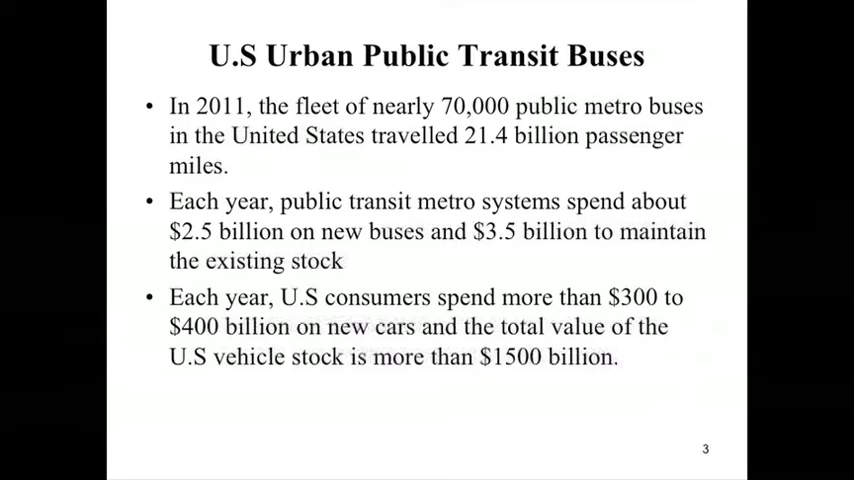 U.S Urban Public Transit Buses
• In 2011, the fleet of nearly 70,000 public metro buses
in the United States travelled 21.4 billion passenger
miles.
• Each year, public transit metro systems spend about
$2.5 billion on new buses and $3.5 billion to maintain
the existing stock
• Each year, U.S consumers spend more than $300 to
$400 billion on new cars and the total value of the
U.S vehicle stock is more than $1500 billion.
3